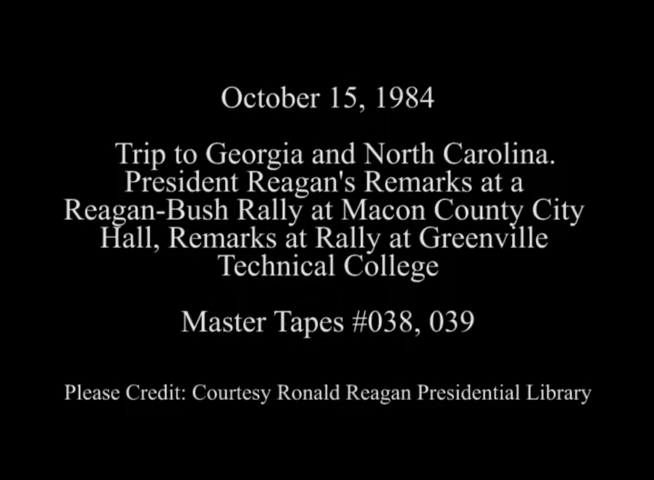 October 15, 1984
Trip to Georgia and North Carolina.
President Reagan's Remarks at a
Reagan-Bush Rally at Macon County City
Hall, Remarks at Rally at Greenville
Technical College
Master Tapes #038, 039
Please Credit: Courtesy Ronald Reagan Presidential Library